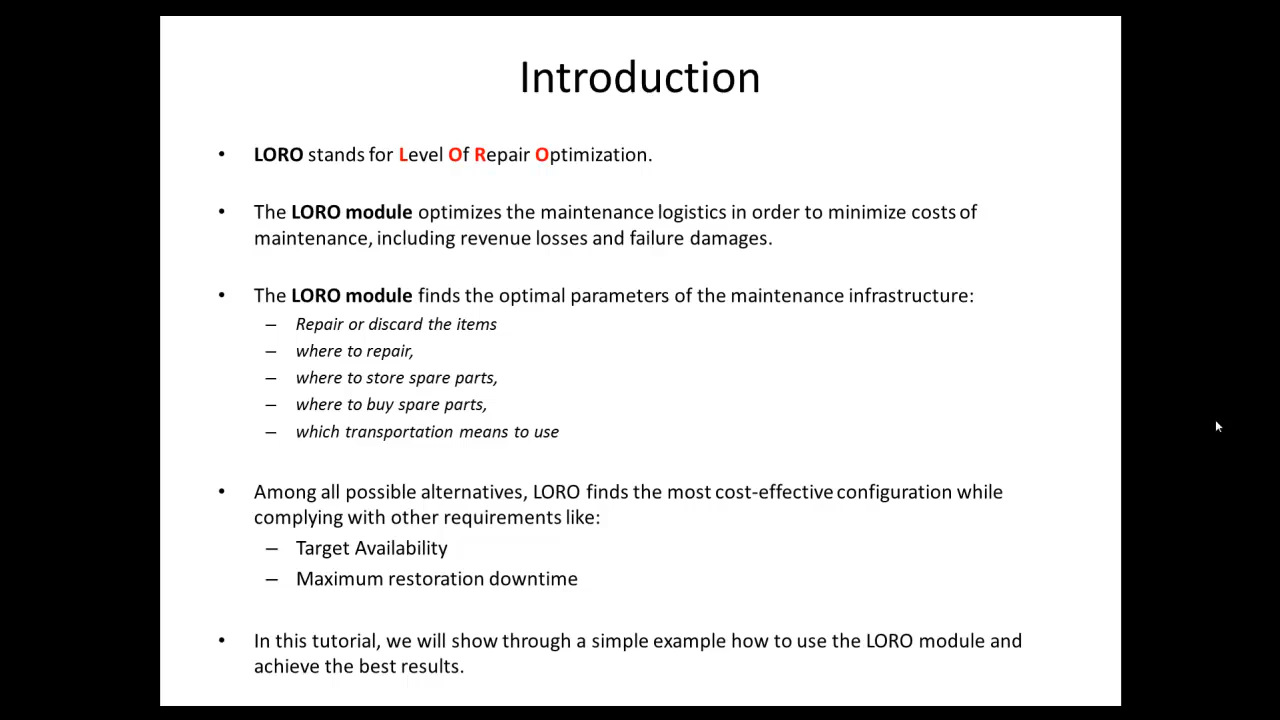 Introduction
• LORO stands for Level Of Repair Optimization.
• The LORO module optimizes the maintenance logistics in order to minimize costs of
maintenance, including revenue losses and failure damages.
• The LORO module finds the optimal parameters of the maintenance infrastructure:
– Repair or discard the items
– where to repair,
– where to store spare parts,
– where to buy spare parts,
– which transportation means to use
• Among all possible alternatives, LORO finds the most cost-effective configuration while
complying with other requirements like:
– Target Availability
– Maximum restoration downtime
• In this tutorial, we will show through a simple example how to use the LORO module and
achieve the best results.